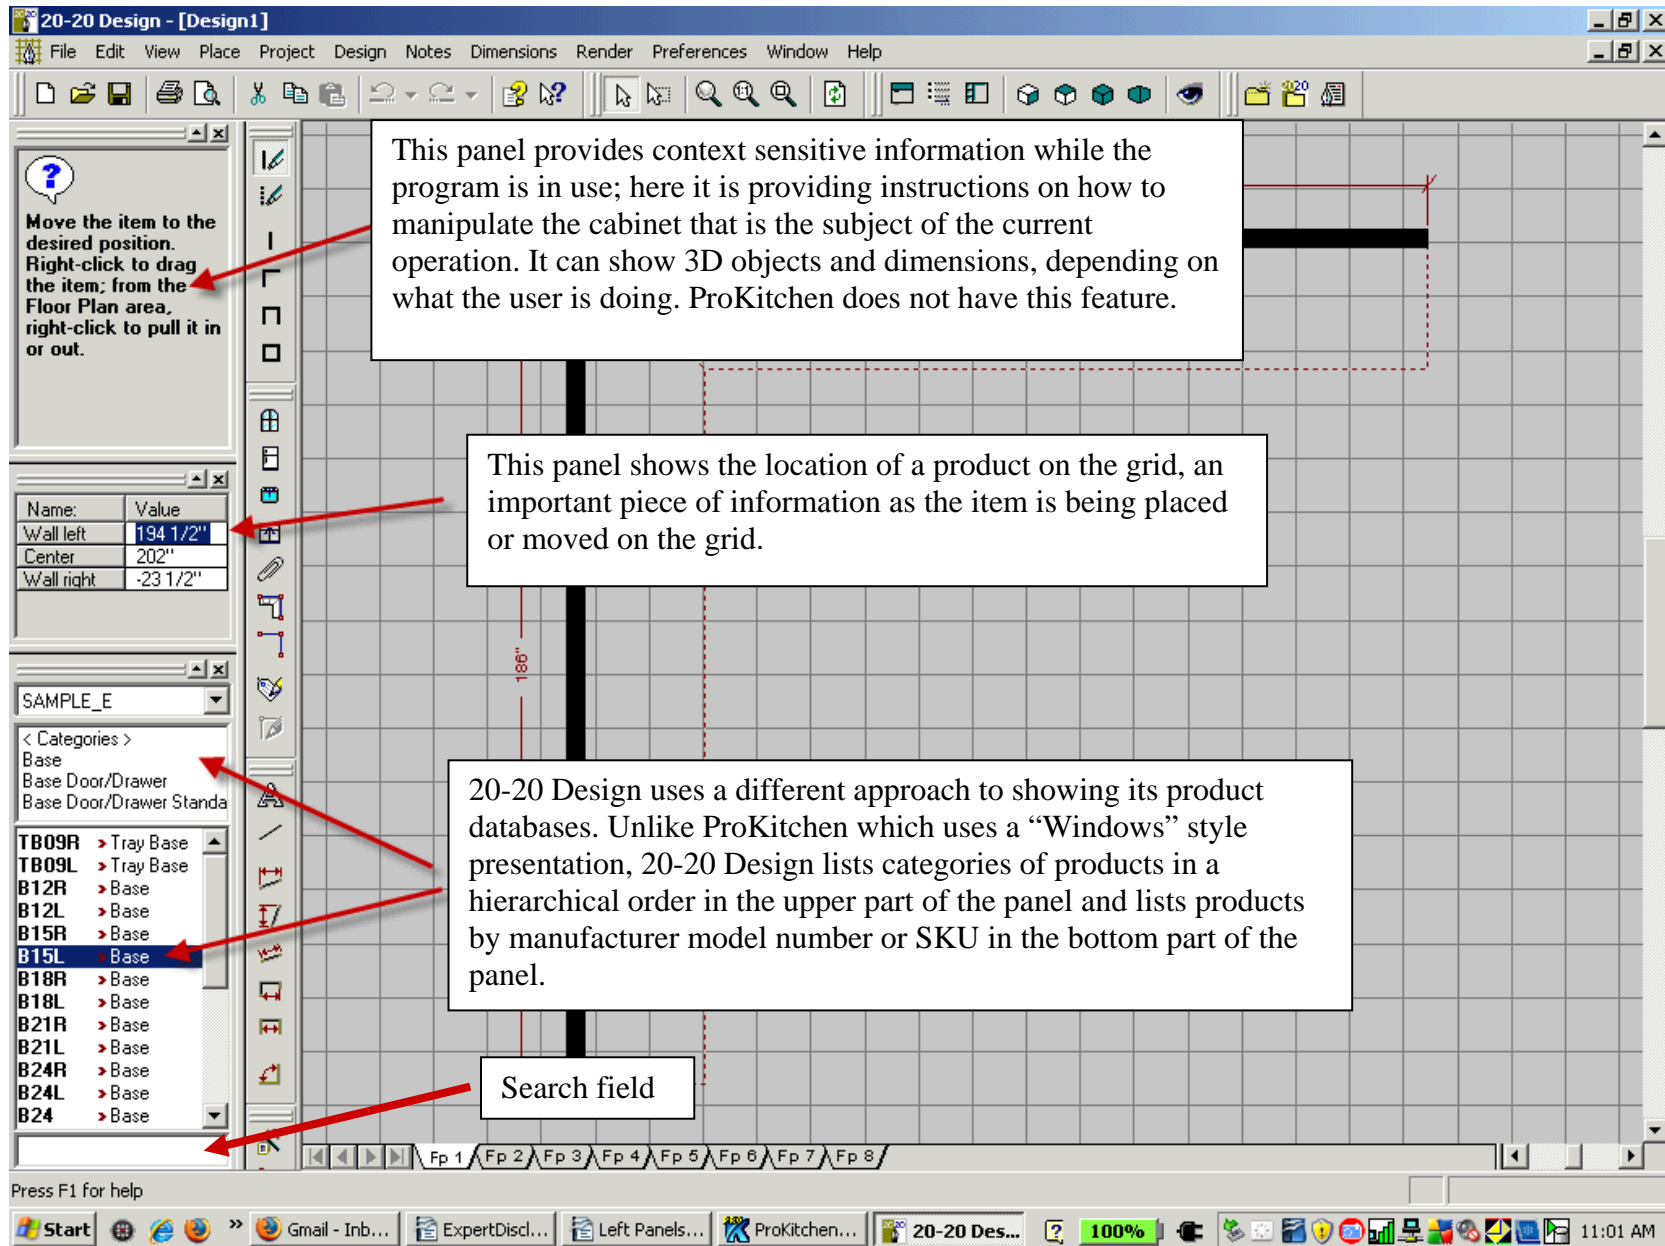 20-20 Design - [Design1]
File Edit View Place Project Design Notes Dimensions Render Preferences Window Help
Move the item to the
desired position.
Right-click to drag
the item; from the
Floor Plan area,
right-click to pull it in
or out.
This panel provides context sensitive information while the
program is in use; here it is providing instructions on how to
manipulate the cabinet that is the subject of the current
operation. It can show 3D objects and dimensions, depending on
what the user is doing. ProKitchen does not have this feature.
Name: Value
Wall left 194 1/2"
Center 202"
Wall right -23 1/2"
This panel shows the location of a product on the grid, an
important piece of information as the item is being placed
or moved on the grid.
186"
SAMPLE_E
< Categories >
Base
Base Door/Drawer
Base Door/Drawer Standa
TB09R Tray Base
TB09L Tray Base
B12R Base
B12L Base
B15R Base
B15L Base
B18R Base
B18L Base
B21R Base
B21L Base
B24R Base
B24L Base
B24 Base
20-20 Design uses a different approach to showing its product
databases. Unlike ProKitchen which uses a “Windows” style
presentation, 20-20 Design lists categories of products in a
hierarchical order in the upper part of the panel and lists products
by manufacturer model number or SKU in the bottom part of the
panel.
Search field
Fp 1 Fp 2 Fp 3 Fp 4 Fp 5 Fp 6 Fp 7 Fp 8
Press F1 for help
Start » Gmail - Inb... ExpertDiscl... Left Panels... ProKitchen... 20-20 Des... 100% 11:01 AM